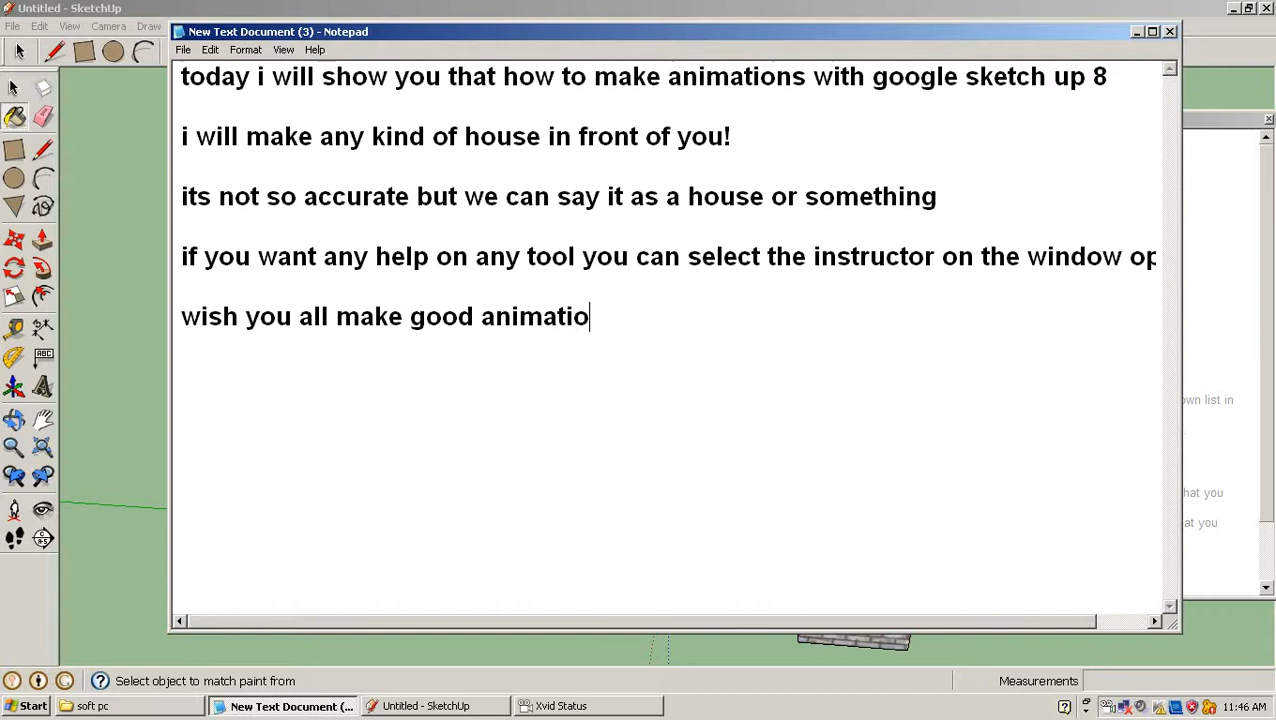 Untitled - SketchUp
File Edit View Camera Draw
New Text Document (3) - Notepad
File Edit Format View Help
today i will show you that how to make animations with google sketch up 8
i will make any kind of house in front of you!
its not so accurate but we can say it as a house or something
if you want any help on any tool you can select the instructor on the window op
wish you all make good animatio
own list in
hat you
at you
ABC
Select object to match paint from
Measurements
Start
soft pc
New Text Document (...
Untitled - SketchUp
Xvid Status
11:46 AM